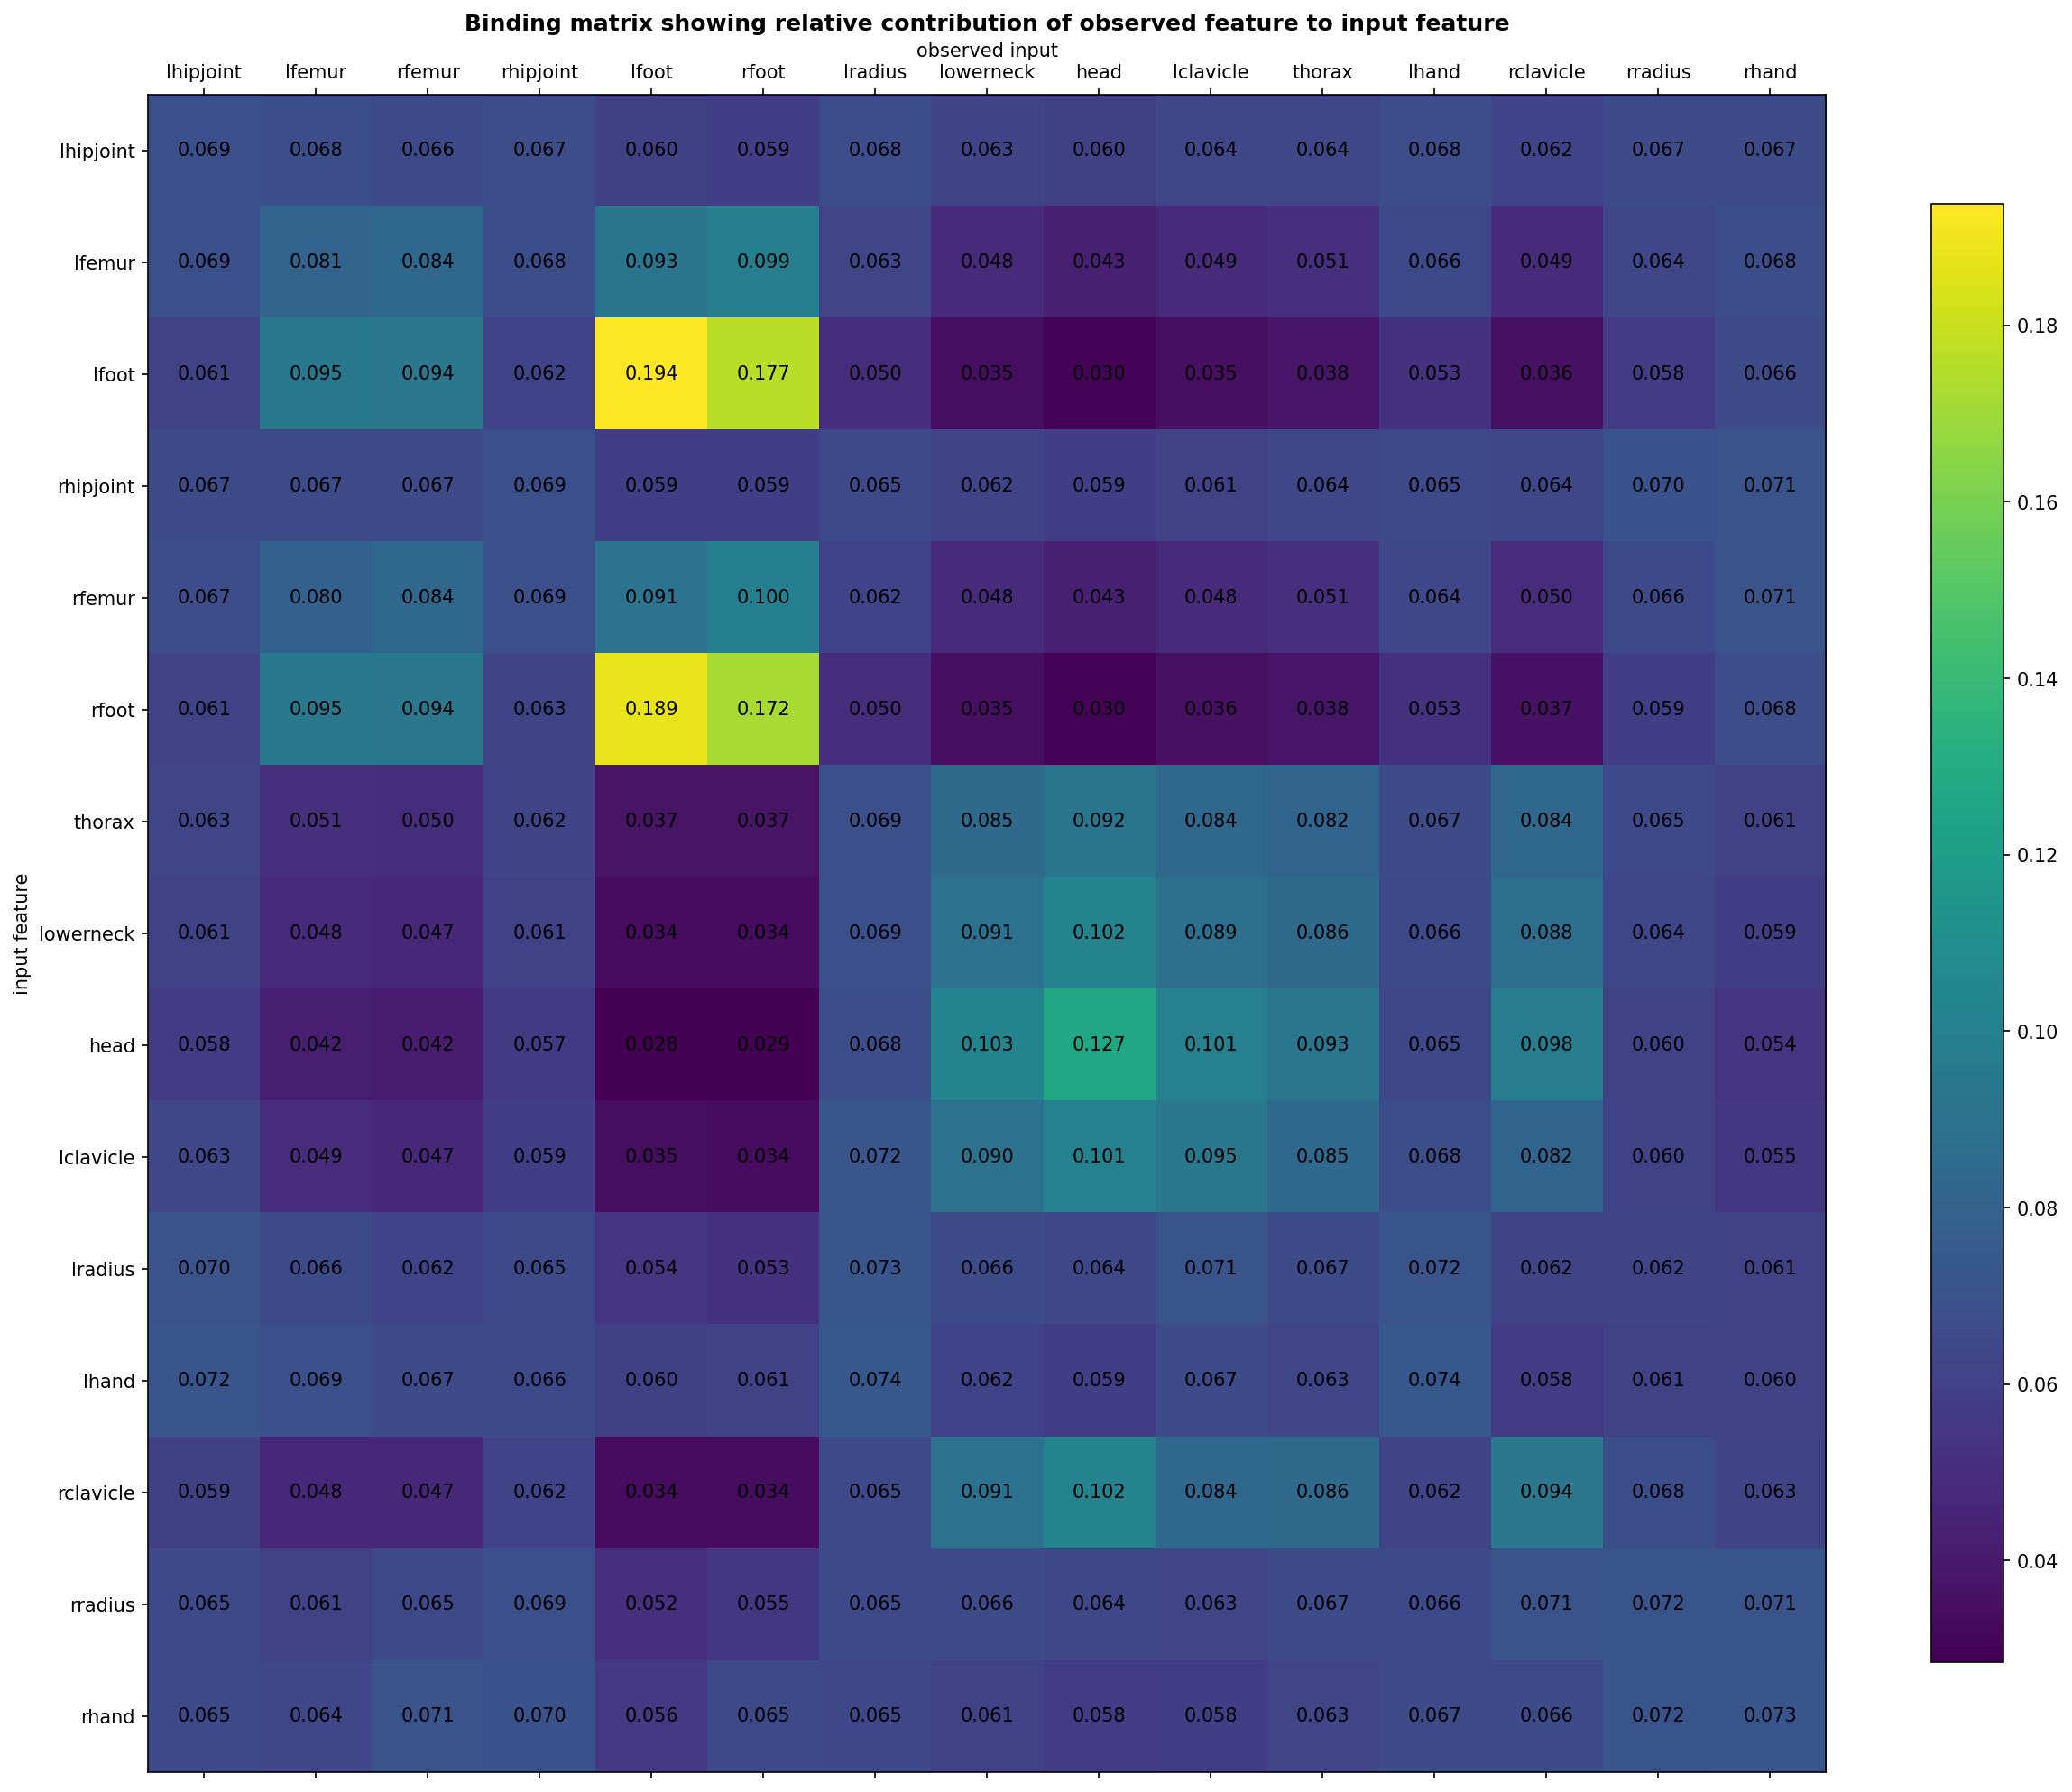 Binding matrix showing relative contribution of observed feature to input feature
observed input
lhipjoint lfemur rfemur rhipjoint lfoot rfoot lradius lowerneck head lclavicle thorax lhand rclavicle rradius rhand
lhipjoint 0.069 0.068 0.066 0.067 0.060 0.059 0.068 0.063 0.060 0.064 0.064 0.068 0.062 0.067 0.067
lfemur 0.069 0.081 0.084 0.068 0.093 0.099 0.063 0.048 0.043 0.049 0.051 0.066 0.049 0.064 0.068
lfoot 0.061 0.095 0.094 0.062 0.194 0.177 0.050 0.035 0.030 0.035 0.038 0.053 0.036 0.058 0.066
rhipjoint 0.067 0.067 0.067 0.069 0.059 0.059 0.065 0.062 0.059 0.061 0.064 0.065 0.064 0.070 0.071
rfemur 0.067 0.080 0.084 0.069 0.091 0.100 0.062 0.048 0.043 0.048 0.051 0.064 0.050 0.066 0.071
rfoot 0.061 0.095 0.094 0.063 0.189 0.172 0.050 0.035 0.030 0.036 0.038 0.053 0.037 0.059 0.068
thorax 0.063 0.051 0.050 0.062 0.037 0.037 0.069 0.085 0.092 0.084 0.082 0.067 0.084 0.065 0.061
lowerneck 0.061 0.048 0.047 0.061 0.034 0.034 0.069 0.091 0.102 0.089 0.086 0.066 0.088 0.064 0.059
head 0.058 0.042 0.042 0.057 0.028 0.029 0.068 0.103 0.127 0.101 0.093 0.065 0.098 0.060 0.054
lclavicle 0.063 0.049 0.047 0.059 0.035 0.034 0.072 0.090 0.101 0.095 0.085 0.068 0.082 0.060 0.055
lradius 0.070 0.066 0.062 0.065 0.054 0.053 0.073 0.066 0.064 0.071 0.067 0.072 0.062 0.062 0.061
lhand 0.072 0.069 0.067 0.066 0.060 0.061 0.074 0.062 0.059 0.067 0.063 0.074 0.058 0.061 0.060
rclavicle 0.059 0.048 0.047 0.062 0.034 0.034 0.065 0.091 0.102 0.084 0.086 0.062 0.094 0.068 0.063
rradius 0.065 0.061 0.065 0.069 0.052 0.055 0.065 0.066 0.064 0.063 0.067 0.066 0.071 0.072 0.071
rhand 0.065 0.064 0.071 0.070 0.056 0.065 0.065 0.061 0.058 0.058 0.063 0.067 0.066 0.072 0.073
input feature
0.18
0.16
0.14
0.12
0.10
0.08
0.06
0.04